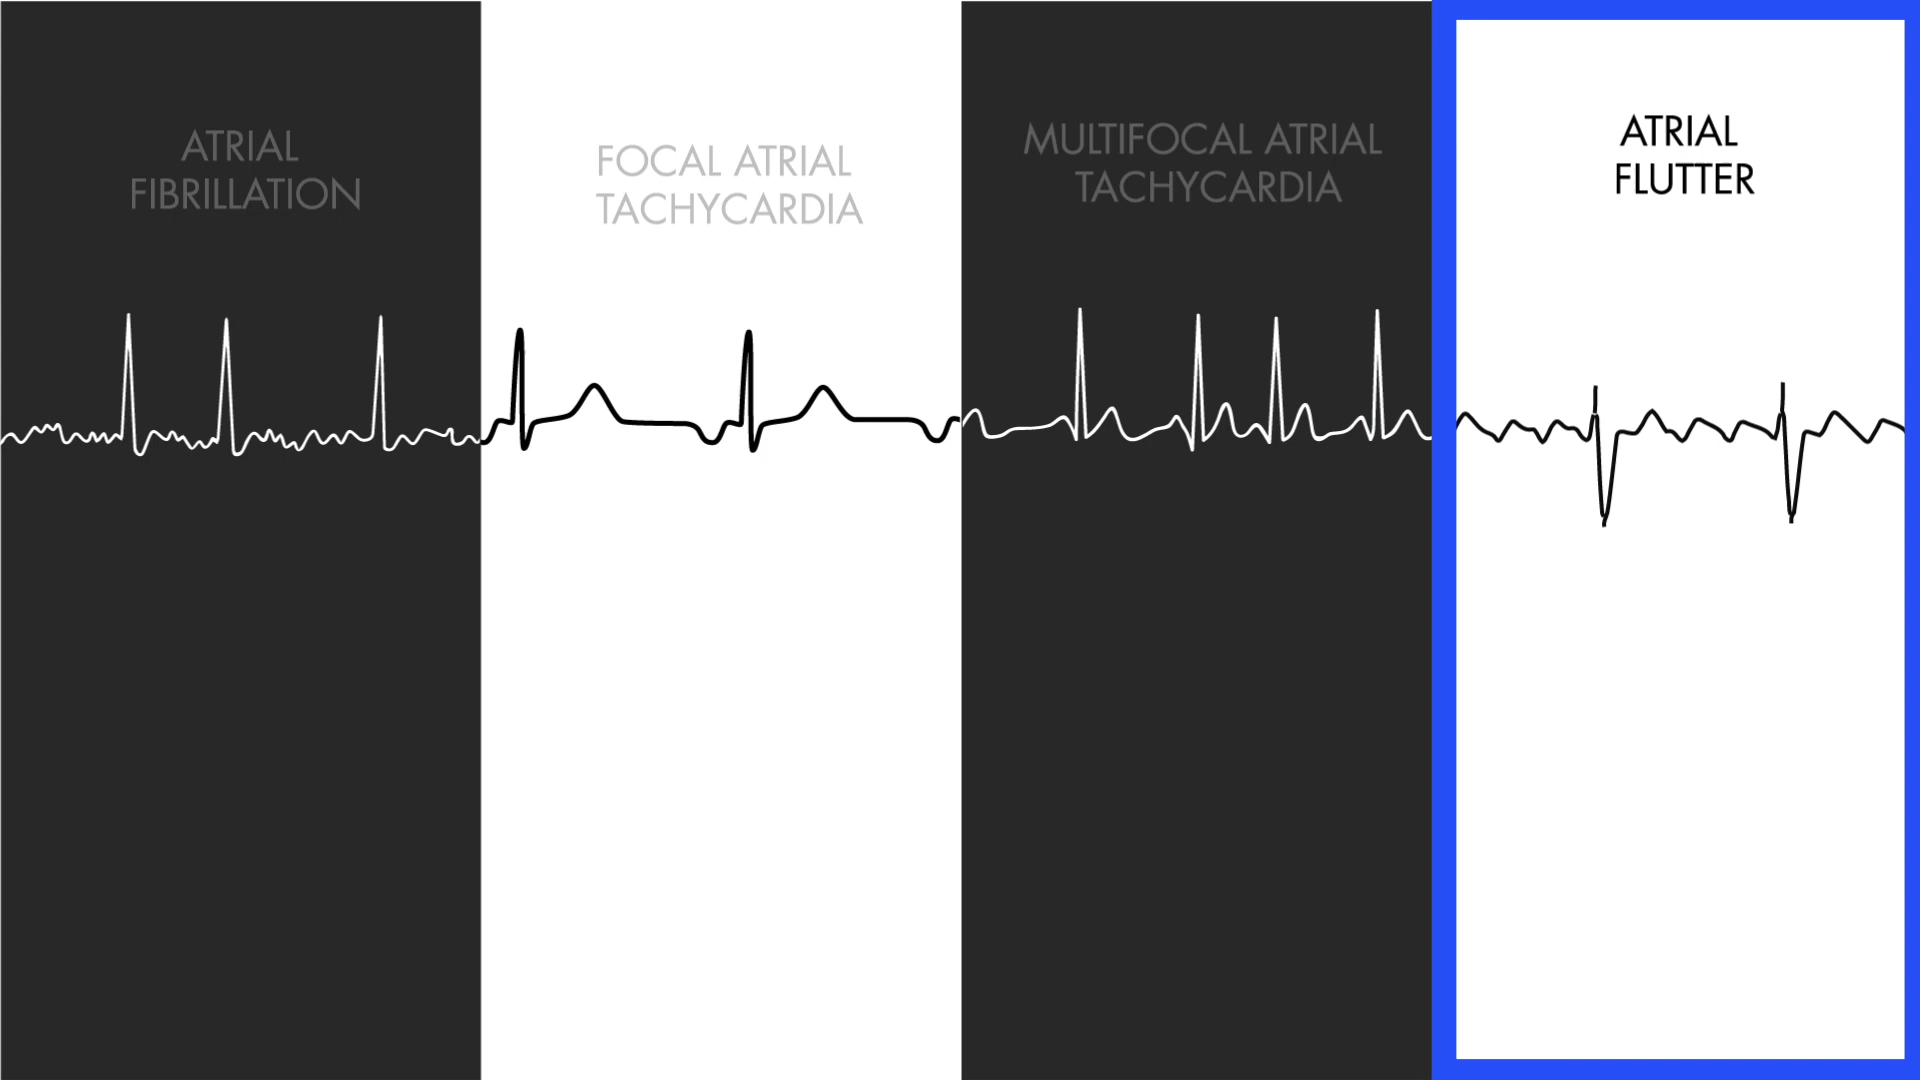 ATRIAL
FIBRILLATION
FOCAL ATRIAL
TACHYCARDIA
MULTIFOCAL ATRIAL
TACHYCARDIA
ATRIAL
FLUTTER